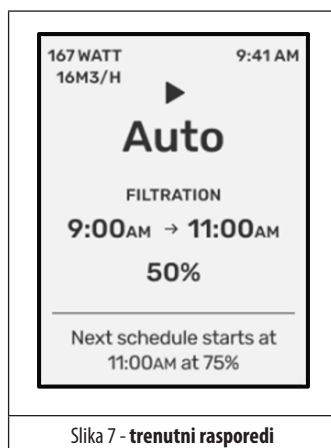 167 WATT 9:41 AM
16M3/H
Auto
FILTRATION
9:00AM → 11:00AM
50%
Next schedule starts at
11:00AM at 75%
Slika 7 - trenutni rasporedi